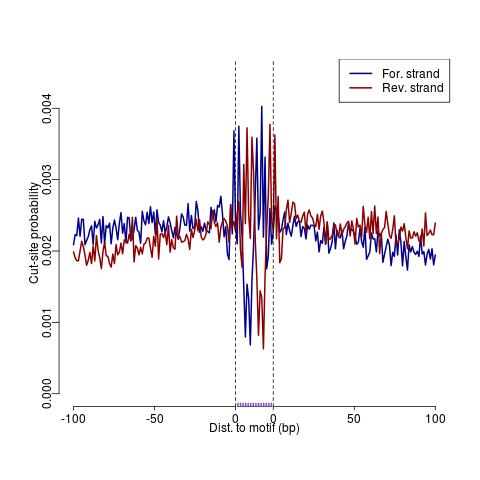 For. strand
Rev. strand
0.004
0.003
0.002
0.001
0.000
Cut-site probability
-100 -50 0 0 50 100
Dist. to motif (bp)